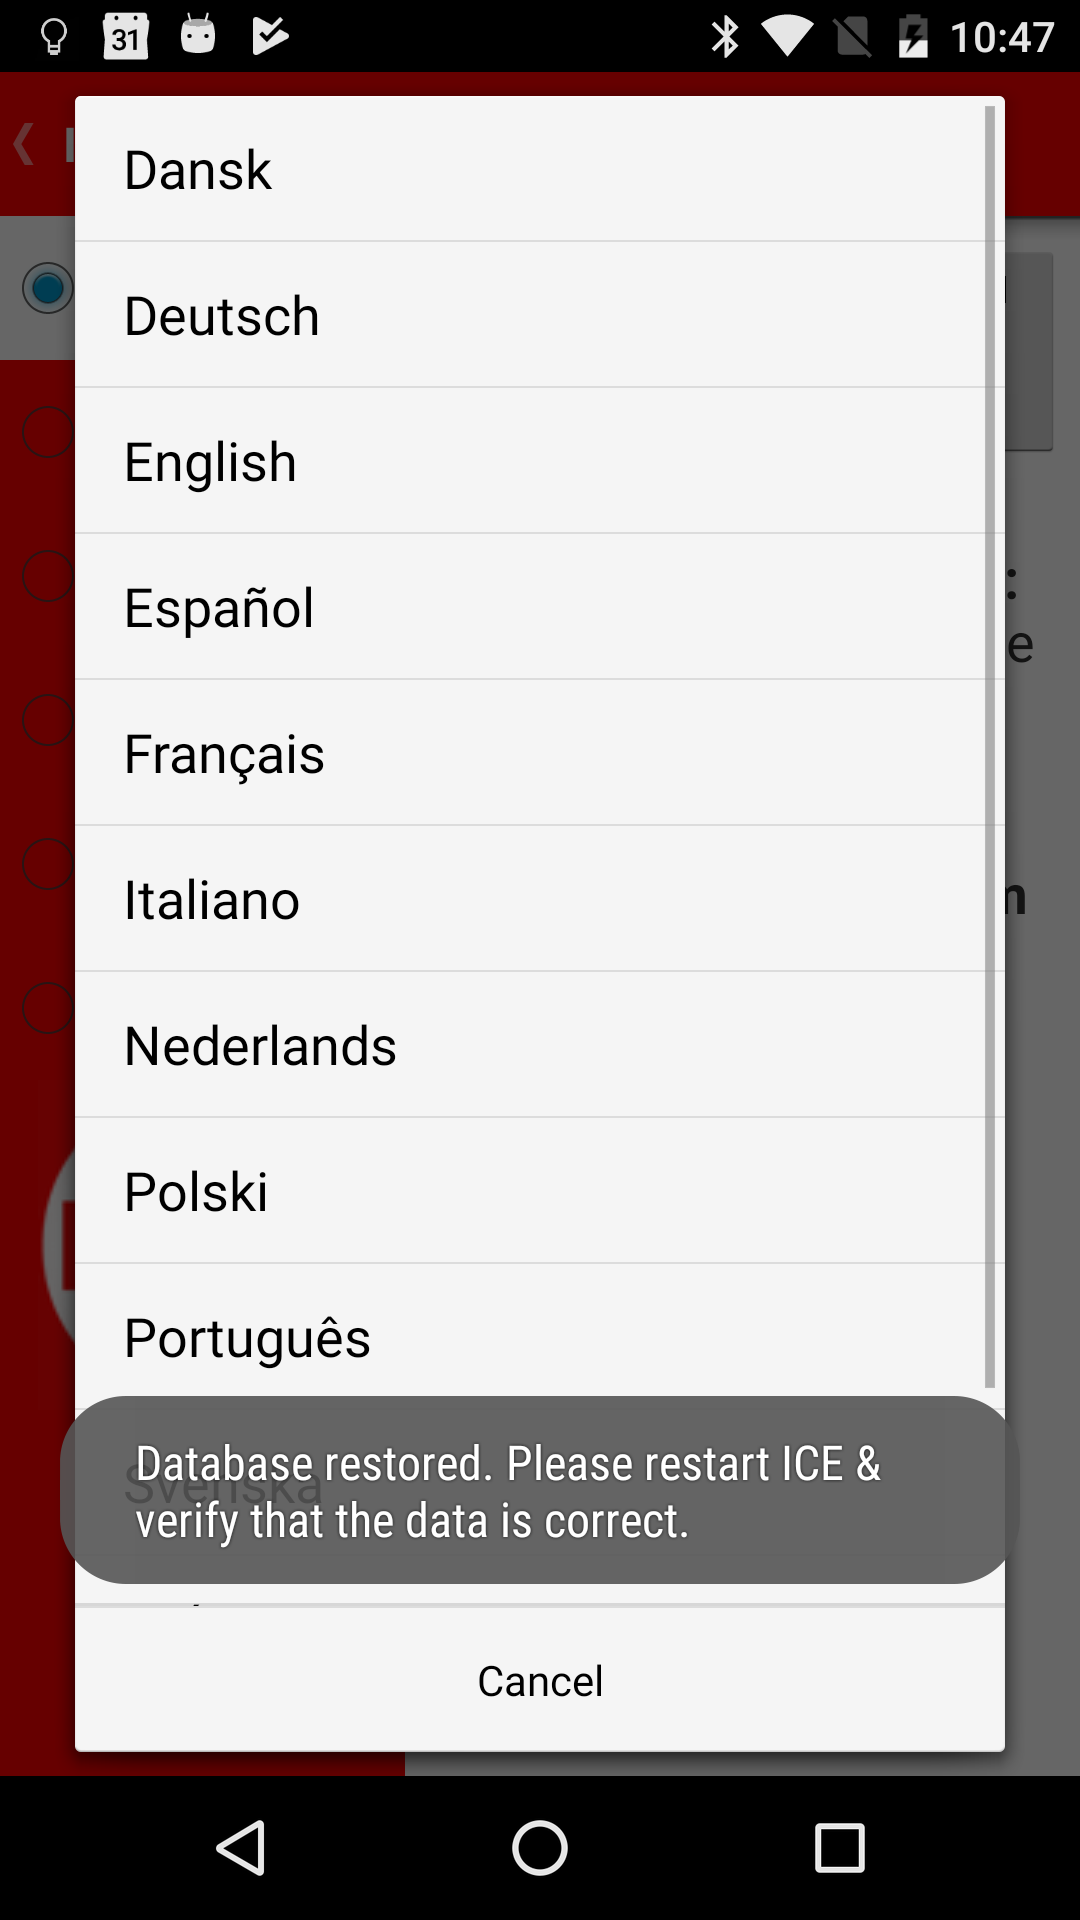 31
10:47
Dansk
Deutsch
English
Español
Français
Italiano
Nederlands
Polski
Português
Svenska
Database restored. Please restart ICE &
verify that the data is correct.
Cancel